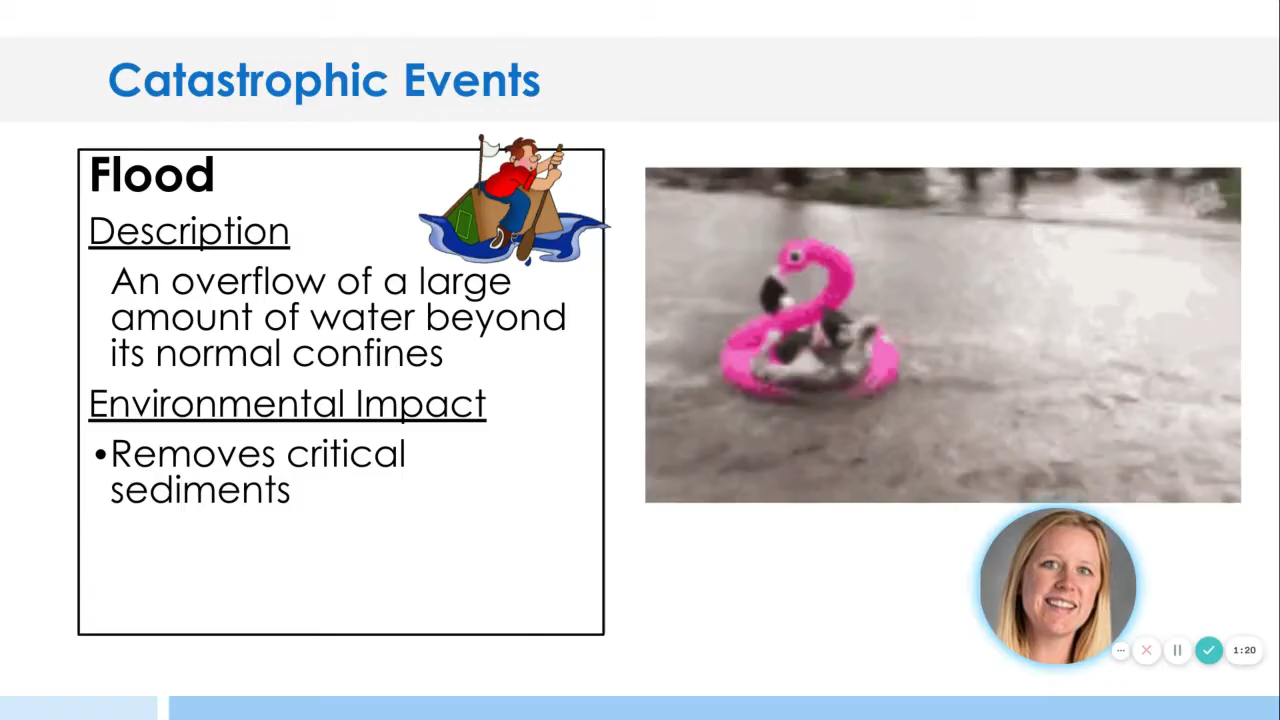 Catastrophic Events
Flood
Description
An overflow of a large
amount of water beyond
its normal confines
Environmental Impact
•Removes critical
sediments
1:20